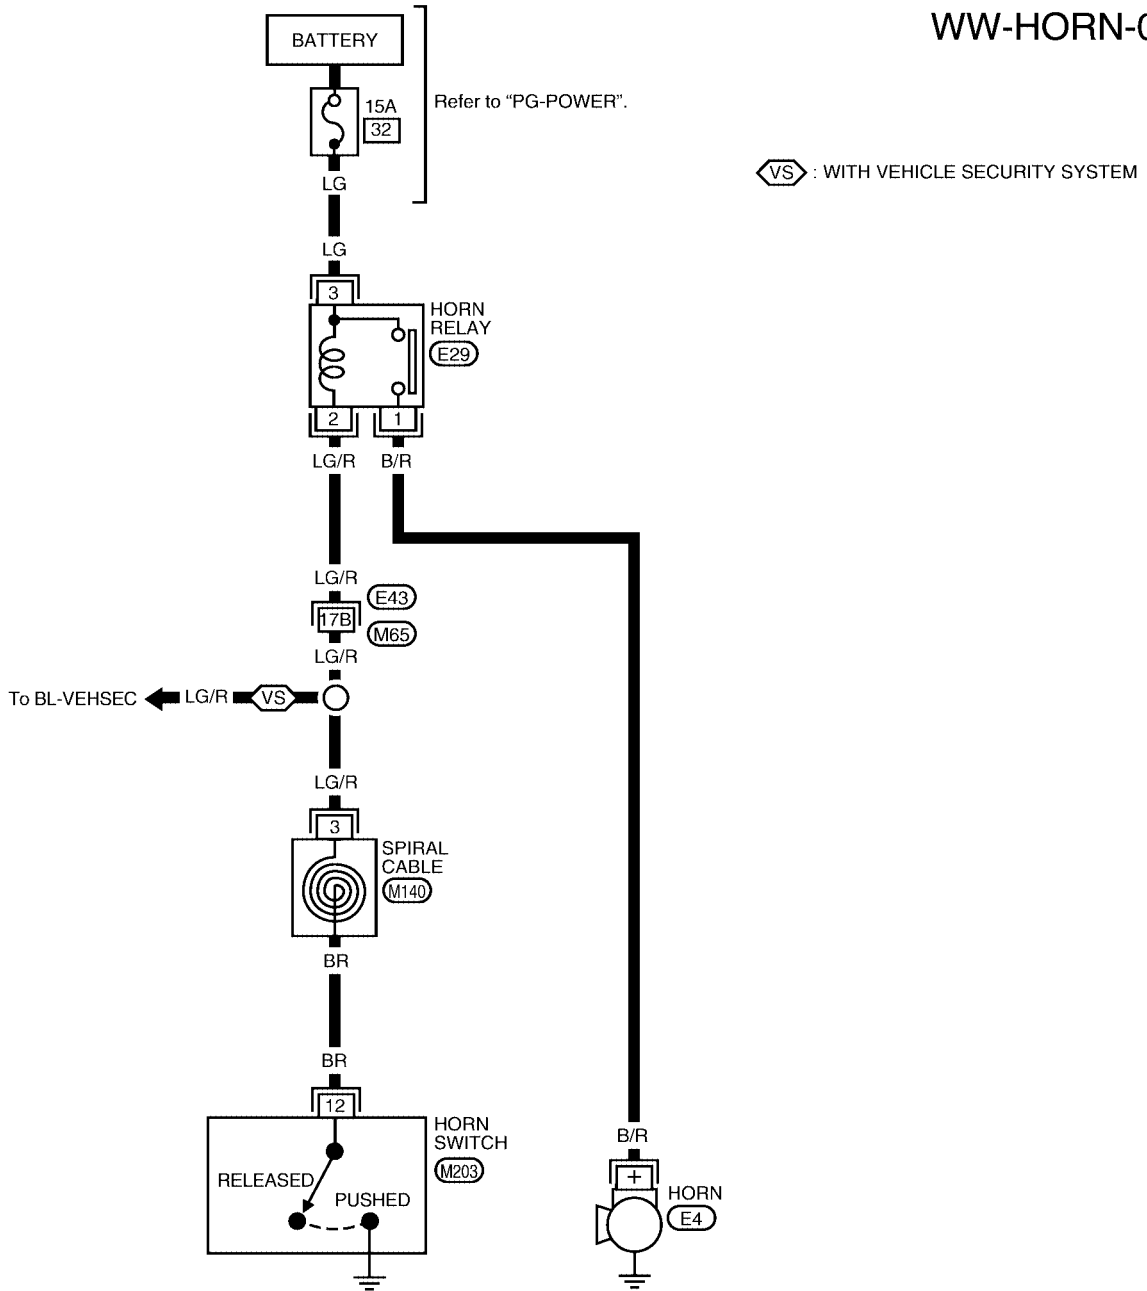 WW-HORN-0
BATTERY
15A
32
Refer to “PG-POWER”.
VS : WITH VEHICLE SECURITY SYSTEM
LG
LG
3
HORN
RELAY
E29
2
1
LG/R
B/R
LG/R
E43
17B
M65
LG/R
To BL-VEHSEC
LG/R
VS
LG/R
3
SPIRAL
CABLE
M140
BR
BR
12
HORN
SWITCH
M203
RELEASED
PUSHED
B/R
+
HORN
E4